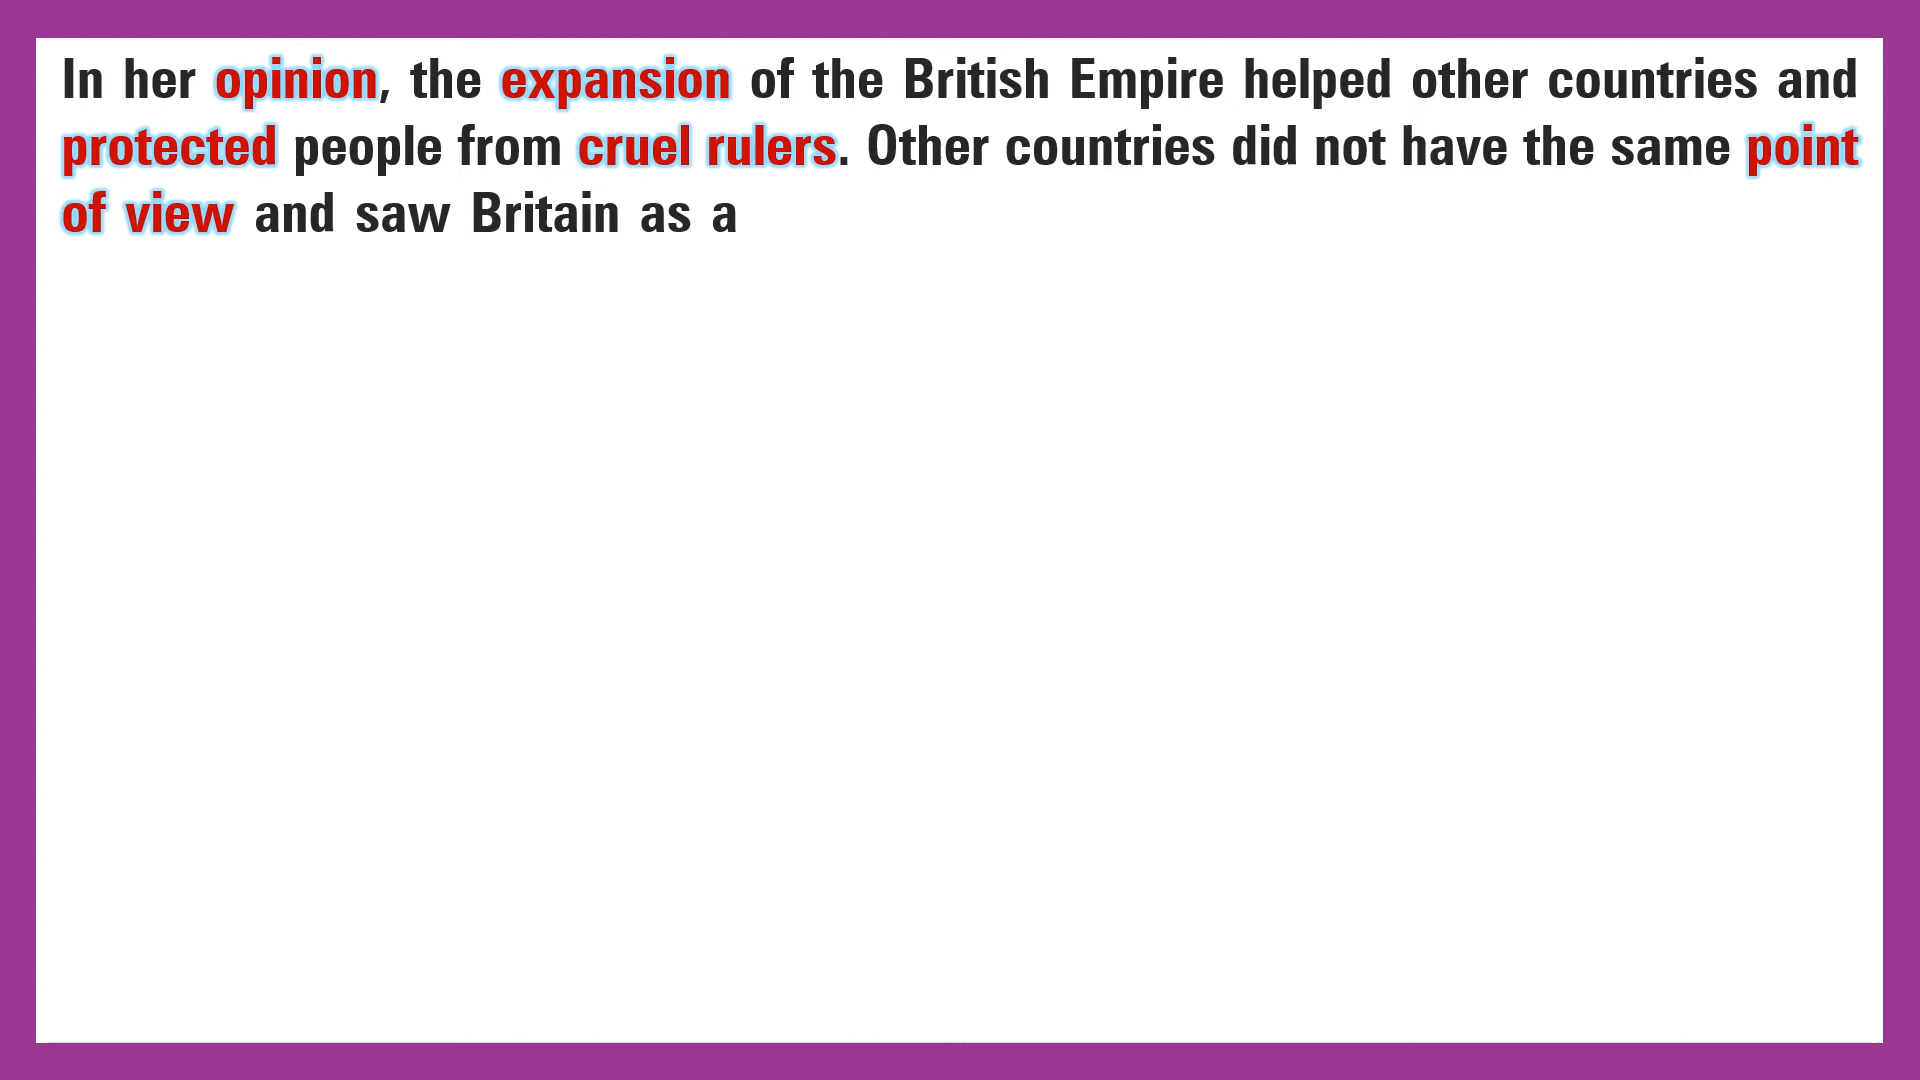 In her opinion, the expansion of the British Empire helped other countries and
protected people from cruel rulers. Other countries did not have the same point
of view and saw Britain as a